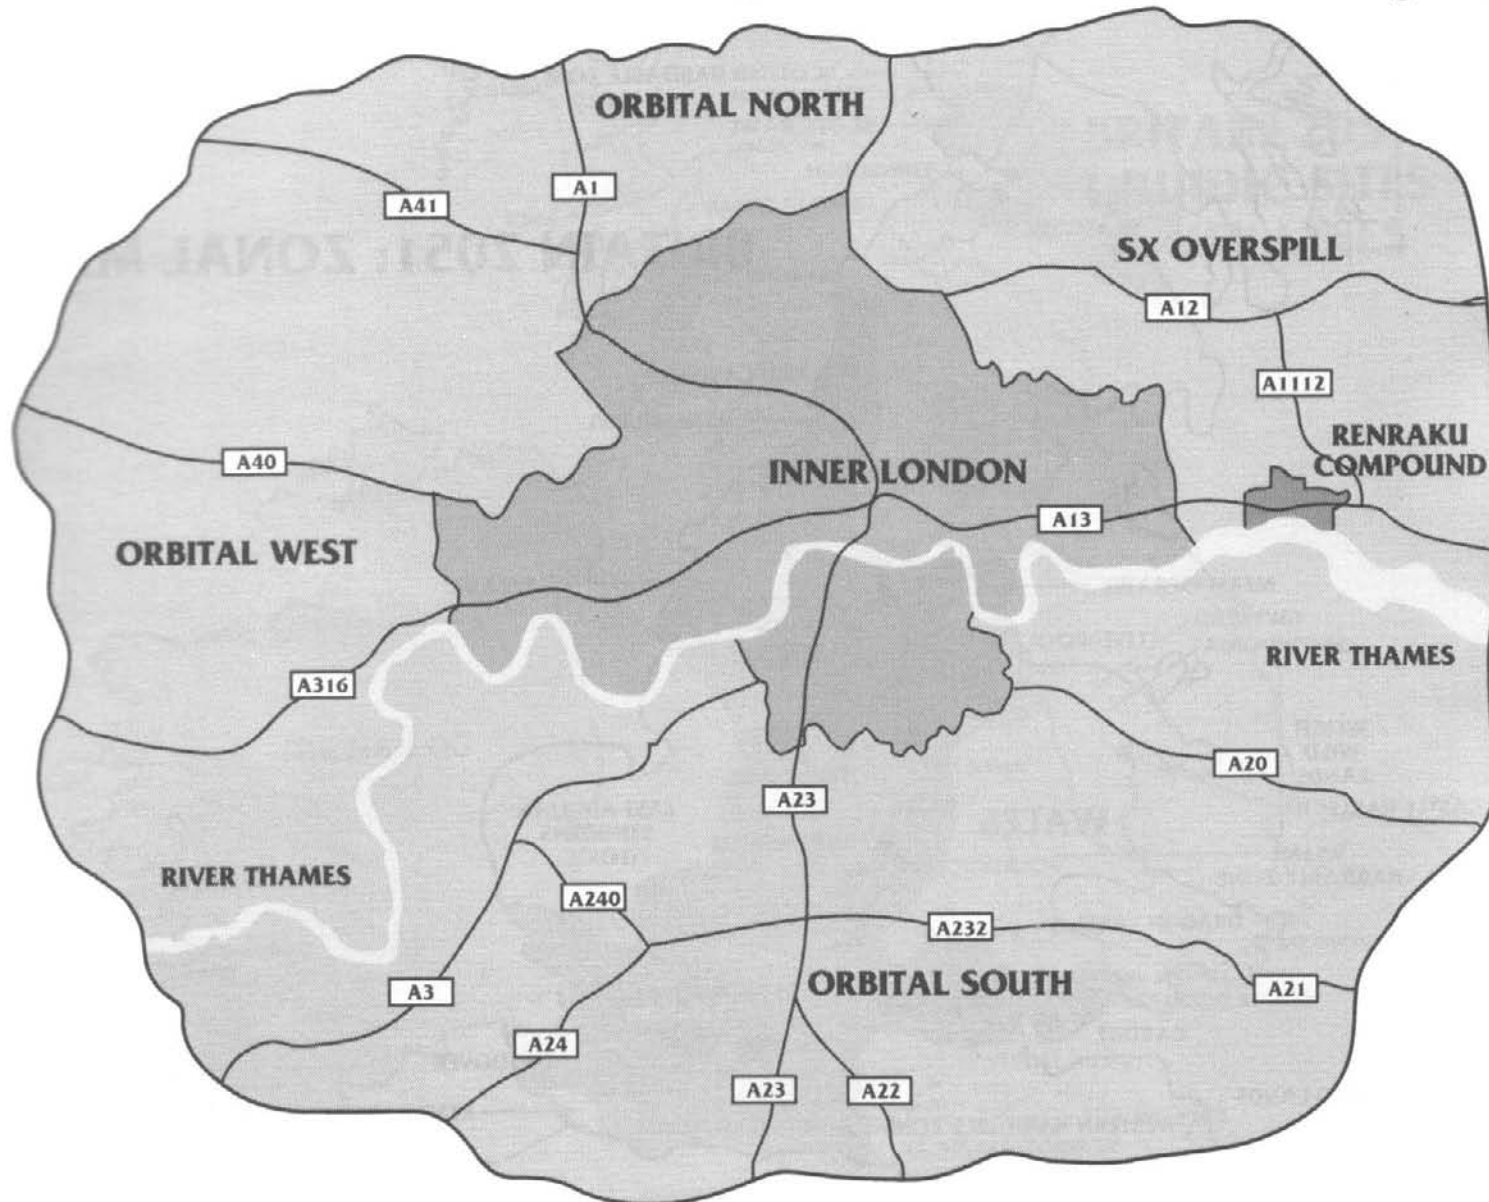 ORBITAL NORTH
A1
A41
SX OVERSPILL
A12
A1112
RENRAKU
COMPOUND
A40
INNER LONDON
A13
ORBITAL WEST
RIVER THAMES
A316
A20
A23
RIVER THAMES
A240
A232
ORBITAL SOUTH
A3
A21
A24
A23
A22